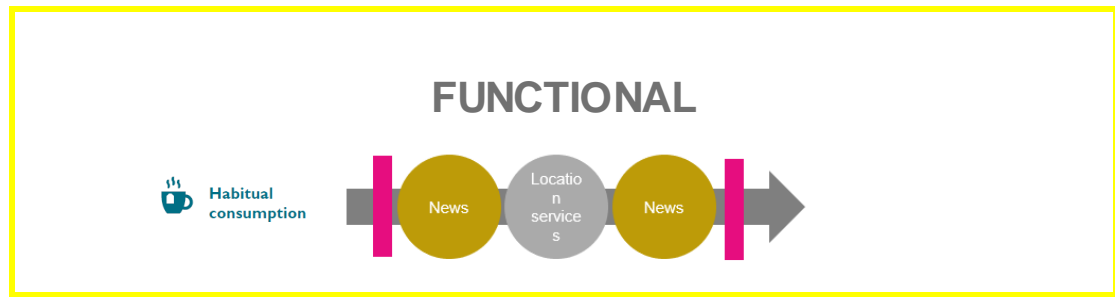 FUNCTIONAL
Habitual
consumption
News
Locatio
n
service
s
News